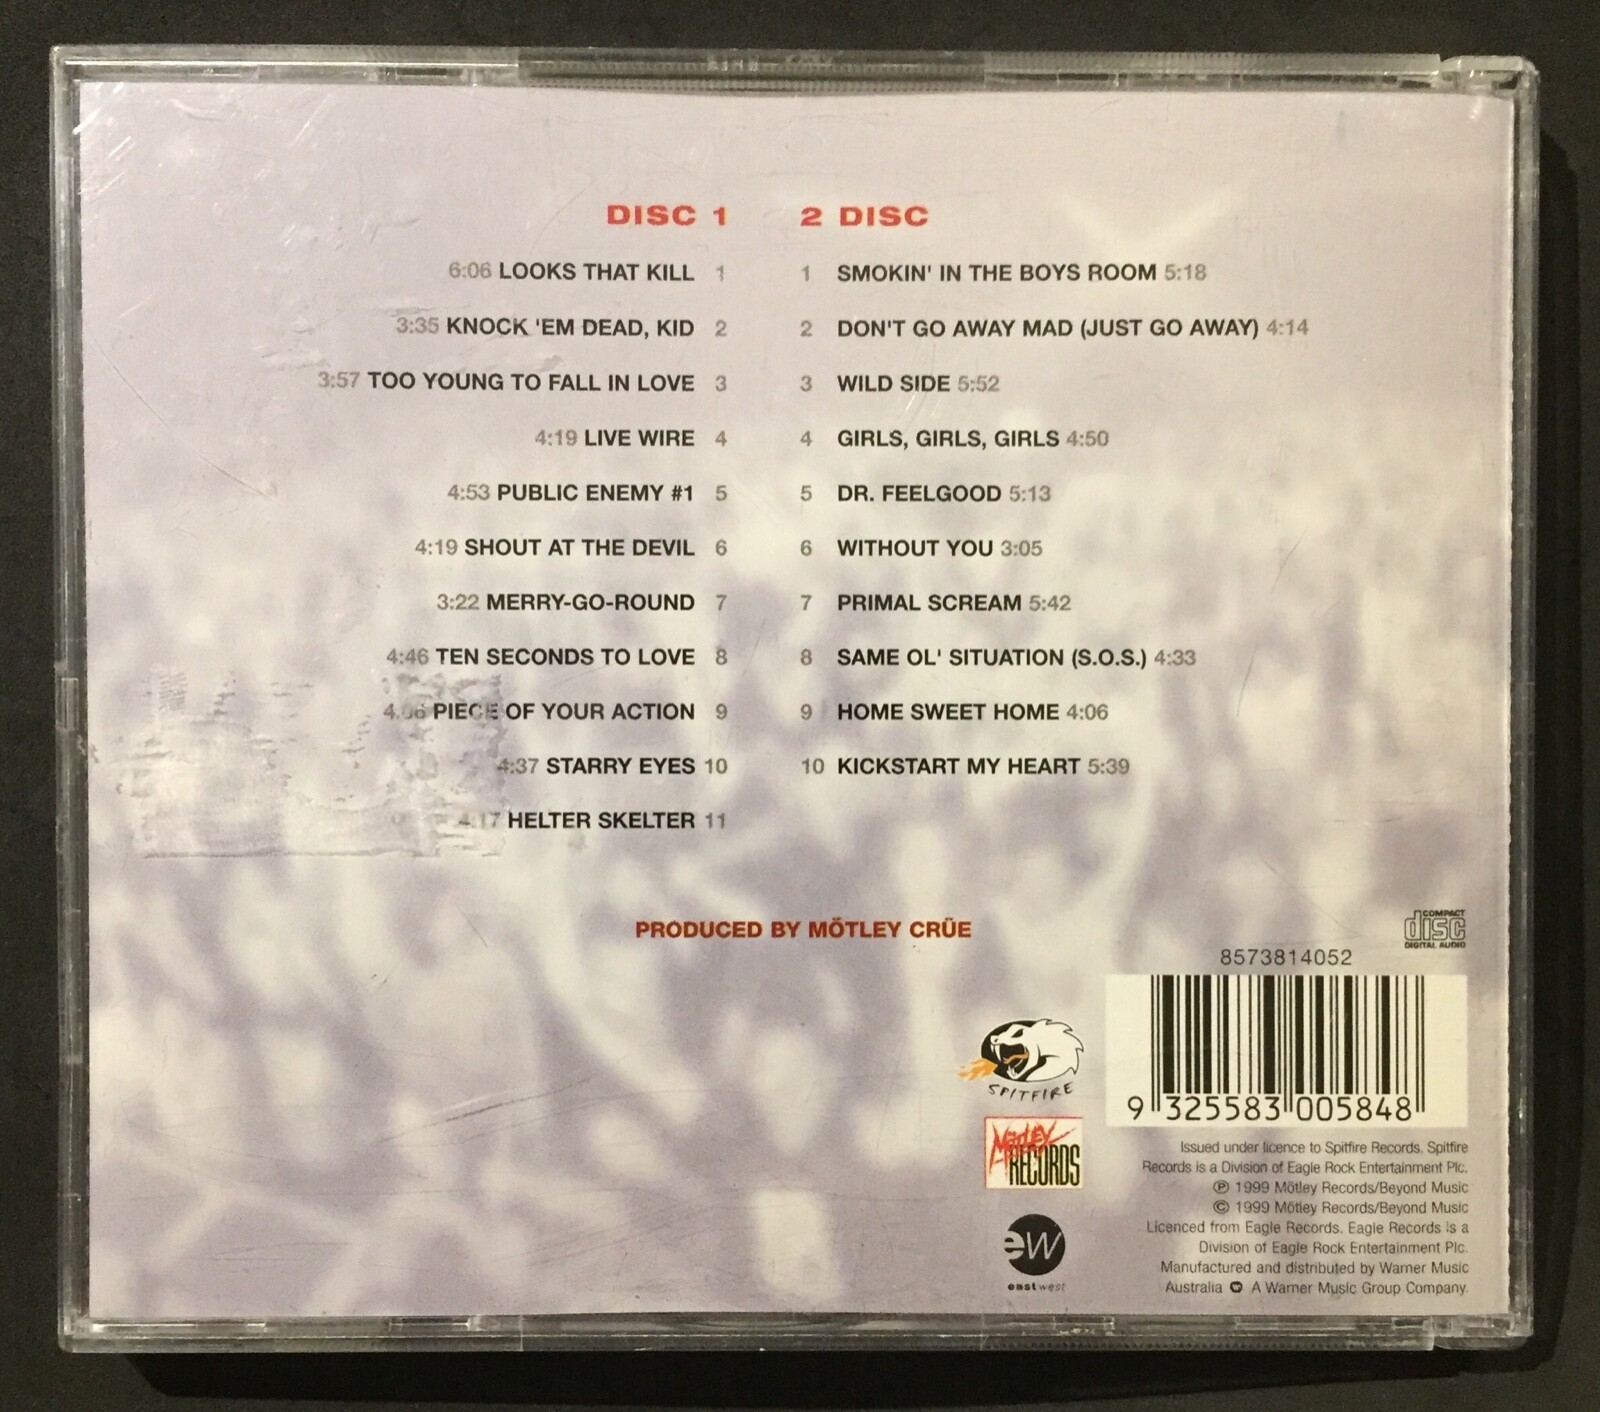 DISC 1
6:06 LOOKS THAT KILL 1
3:35 KNOCK 'EM DEAD, KID 2
3:57 TOO YOUNG TO FALL IN LOVE 3
4:19 LIVE WIRE 4
4:53 PUBLIC ENEMY #1 5
4:19 SHOUT AT THE DEVIL 6
3:22 MERRY-GO-ROUND 7
4:46 TEN SECONDS TO LOVE 8
PIECE OF YOUR ACTION 9
4:37 STARRY EYES 10
4:17 HELTER SKELTER 11
2 DISC
1 SMOKIN' IN THE BOYS ROOM 5:18
2 DON'T GO AWAY MAD (JUST GO AWAY) 4:14
3 WILD SIDE 5:52
4 GIRLS, GIRLS, GIRLS 4:50
5 DR. FEELGOOD 5:13
6 WITHOUT YOU 3:05
7 PRIMAL SCREAM 5:42
8 SAME OL' SITUATION (S.O.S.) 4:33
9 HOME SWEET HOME 4:06
10 KICKSTART MY HEART 5:39
PRODUCED BY MÖTLEY CRÜE
COMPACT
disc
DIGITAL AUDIO
8573814052
9 325583 005848
SPITFIRE
MÖTLEY
RECORDS
ew
eastwest
Issued under licence to Spitfire Records. Spitfire
Records is a Division of Eagle Rock Entertainment Plc.
℗ 1999 Mötley Records/Beyond Music
© 1999 Mötley Records/Beyond Music
Licenced from Eagle Records. Eagle Records is a
Division of Eagle Rock Entertainment Plc.
Manufactured and distributed by Warner Music
Australia A Warner Music Group Company.